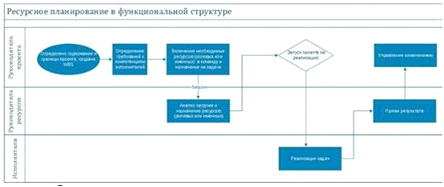 Ресурсное планирование в функциональной структуре
Руководитель
проекта
Определение содержания и
границы проекта, создание
WBS
Определение
требований к
компетенциям
исполнителей
Включение необходимых
ресурсов (ролевых или
именных) в команду и
назначение на задачи
Запуск проекта на
реализацию
Управление изменениями
Руководитель
ресурсов
Анализ загрузки и
назначение ресурсов
(ролевых или именных)
Прием результата
Исполнители
Реализация задач